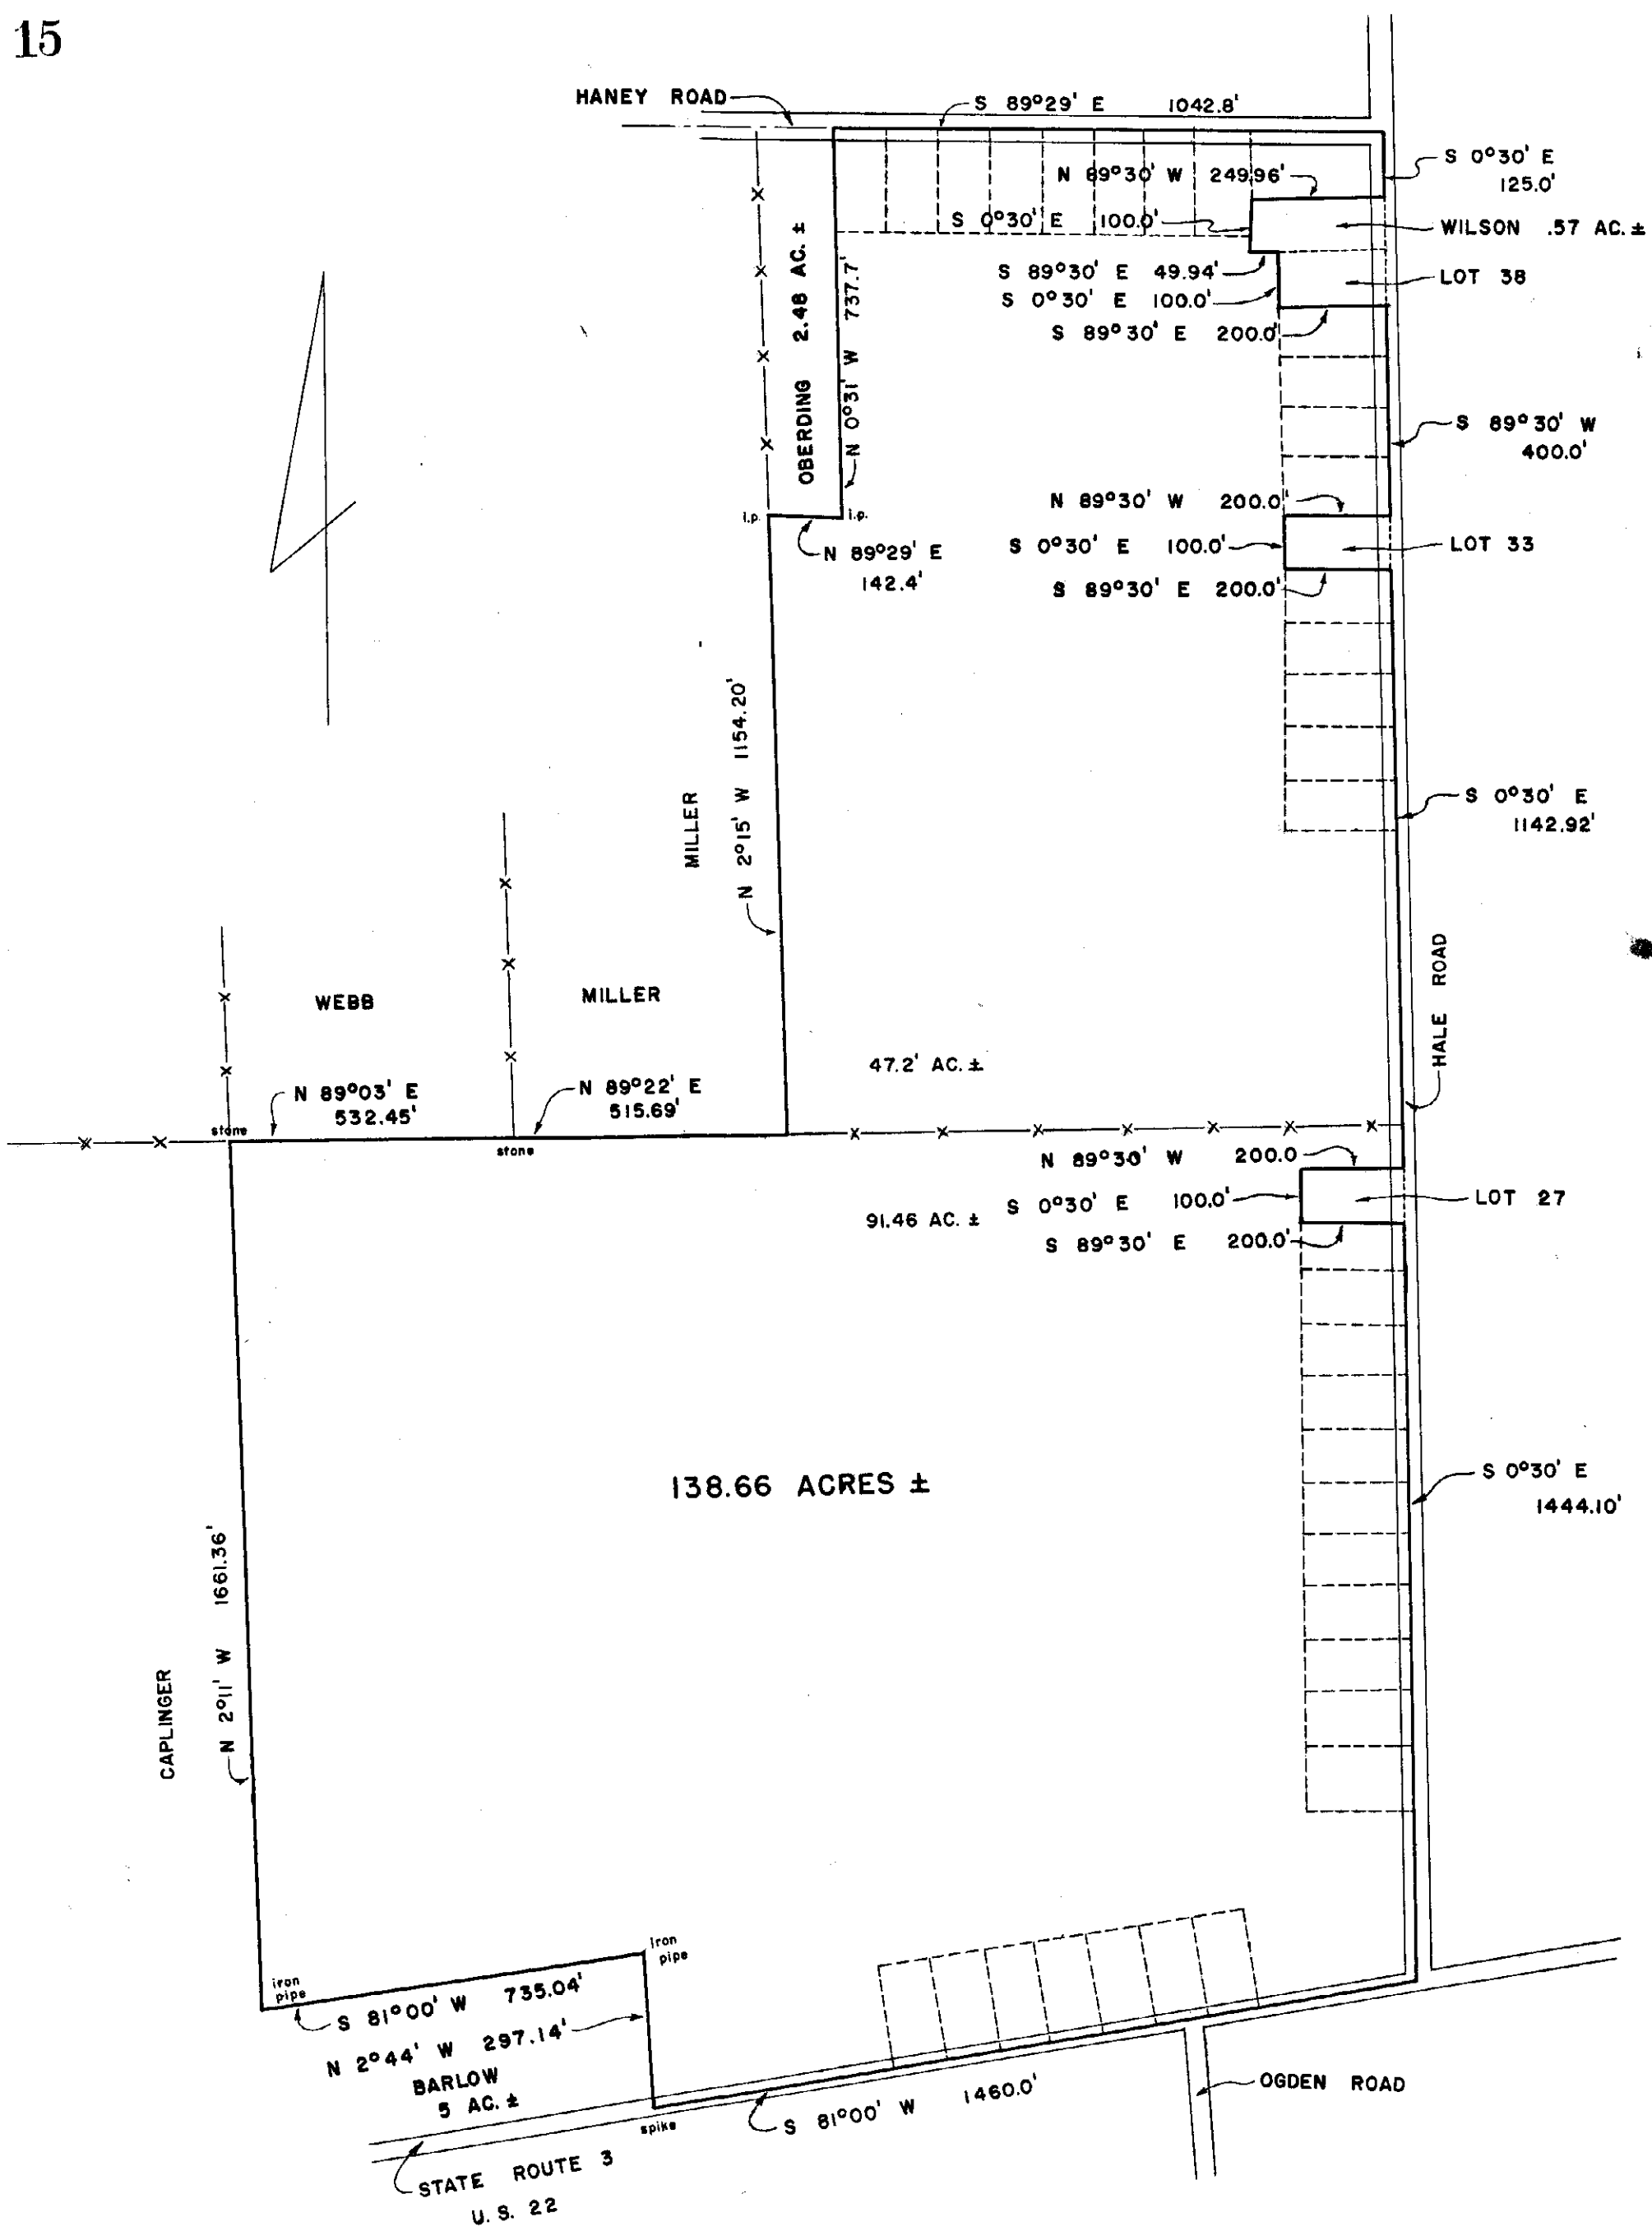 15
HANEY ROAD
S 89°29' E 1042.8'
S 0°30' E
125.0'
N 89°30' W 249.96'
S 0°30' E 100.0'
WILSON .57 AC. ±
S 89°30' E 49.94'
LOT 38
S 0°30' E 100.0'
S 89°30' E 200.0'
OBERDING 2.48 AC. ±
N 0°31' W 737.7'
S 89°30' W
400.0'
N 89°30' W 200.0'
i.p.
i.p.
N 89°29' E
142.4'
S 0°30' E 100.0'
LOT 33
S 89°30' E 200.0'
MILLER
N 2°15' W 1154.20'
S 0°30' E
1142.92'
HALE ROAD
WEBB
MILLER
47.2' AC. ±
N 89°03' E
532.45'
N 89°22' E
515.69'
stone
stone
N 89°30' W 200.0
S 0°30' E 100.0'
LOT 27
91.46 AC. ±
S 89°30' E 200.0'
138.66 ACRES ±
S 0°30' E
1444.10'
CAPLINGER
N 2°11' W 1661.36'
iron
pipe
iron
pipe
S 81°00' W 735.04'
N 2°44' W 297.14'
BARLOW
5 AC. ±
spike
S 81°00' W 1460.0'
OGDEN ROAD
STATE ROUTE 3
U.S. 22